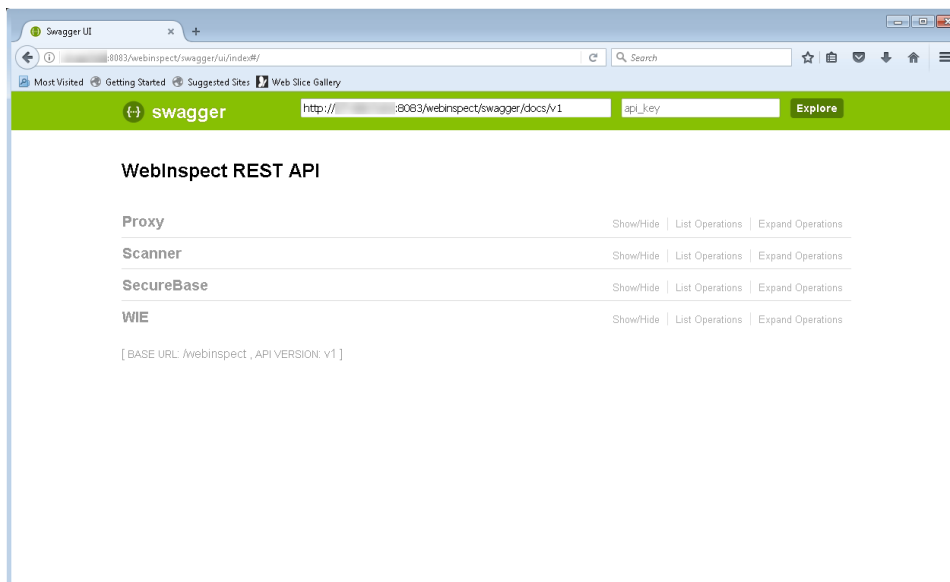 Swagger UI
:8083/webinspect/swagger/ui/index#/
Search
Most Visited Getting Started Suggested Sites Web Slice Gallery
swagger http:// :8083/webinspect/swagger/docs/v1 api_key Explore
WebInspect REST API
Proxy Show/Hide List Operations Expand Operations
Scanner Show/Hide List Operations Expand Operations
SecureBase Show/Hide List Operations Expand Operations
WIE Show/Hide List Operations Expand Operations
[ BASE URL: /webinspect , API VERSION: v1 ]